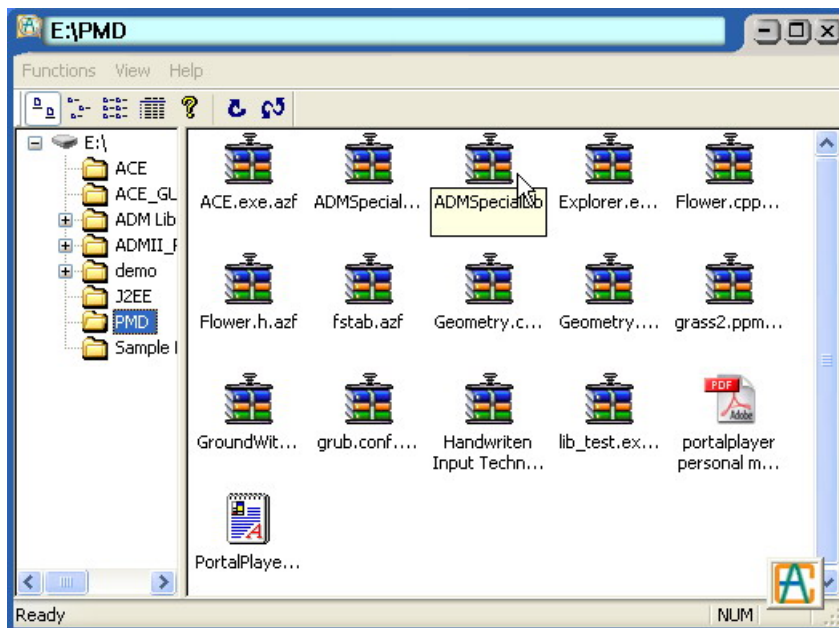 E:\PMD
Functions View Help
E:\
ACE
ACE_GL
ADM Lib
ADMII_F
demo
J2EE
PMD
Sample I
ACE.exe.azf ADMSpecial... ADMSpecialLib Explorer.e... Flower.cpp...
Flower.h.azf fstab.azf Geometry.c... Geometry.... grass2.ppm...
GroundWit... grub.conf.... Handwriten Input Techn... lib_test.ex... portalplayer personal m...
PDF
Adobe
PortalPlaye...
Ready NUM
AC